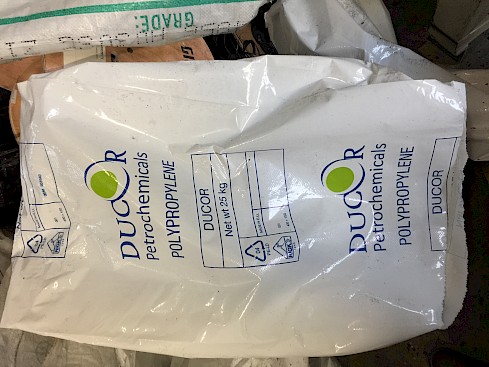 GRADE:
DUCOR
Petrochemicals
POLYPROPYLENE
DUCOR
Net wt 25 kg
DUCOR
Petrochemicals
POLYPROPYLENE
DUCOR